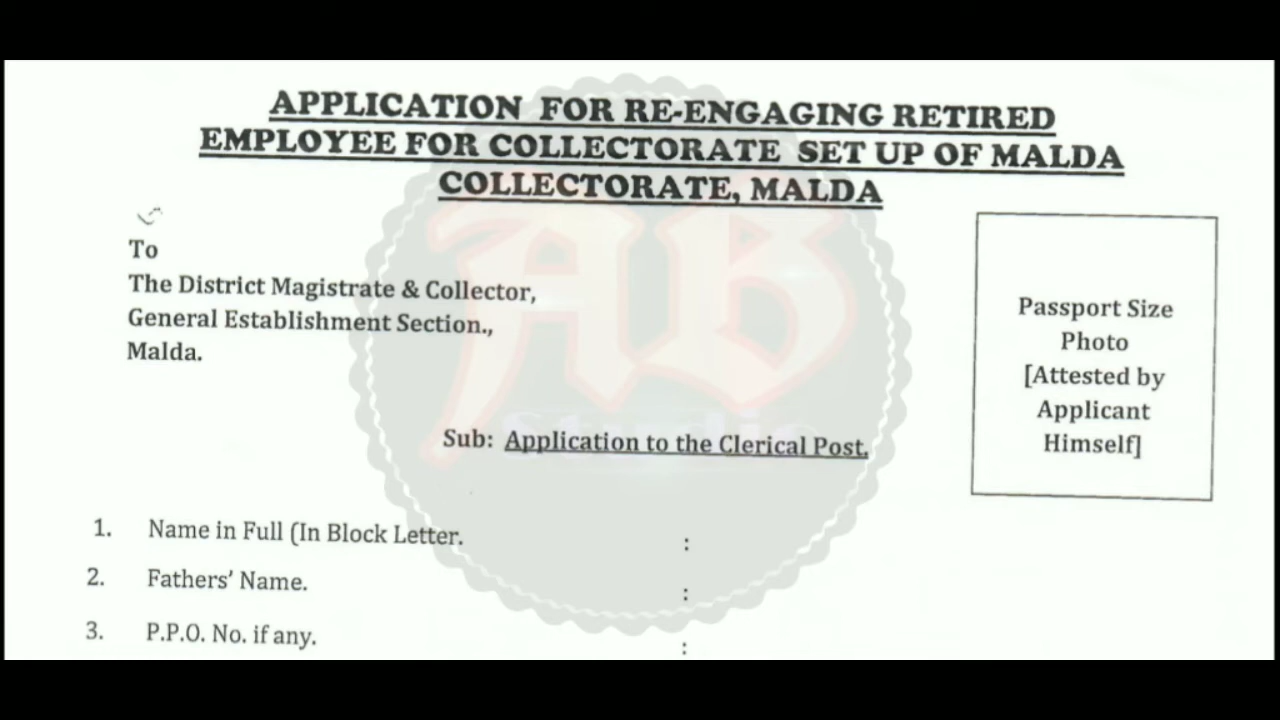 APPLICATION FOR RE-ENGAGING RETIRED
EMPLOYEE FOR COLLECTORATE SET UP OF MALDA
COLLECTORATE, MALDA
To
The District Magistrate & Collector,
General Establishment Section.,
Malda.
Passport Size
Photo
[Attested by
Applicant
Himself]
Sub: Application to the Clerical Post.
1. Name in Full (In Block Letter. :
2. Fathers' Name. :
3. P.P.O. No. if any. :
AB
Studio